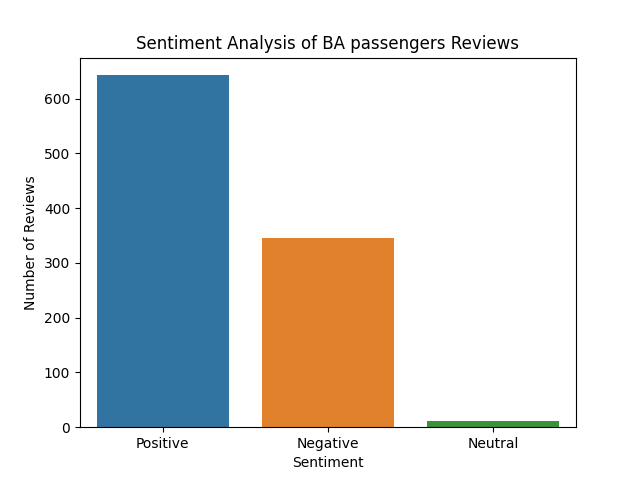 Sentiment Analysis of BA passengers Reviews
Number of Reviews
600
500
400
300
200
100
0
Positive Negative Neutral
Sentiment